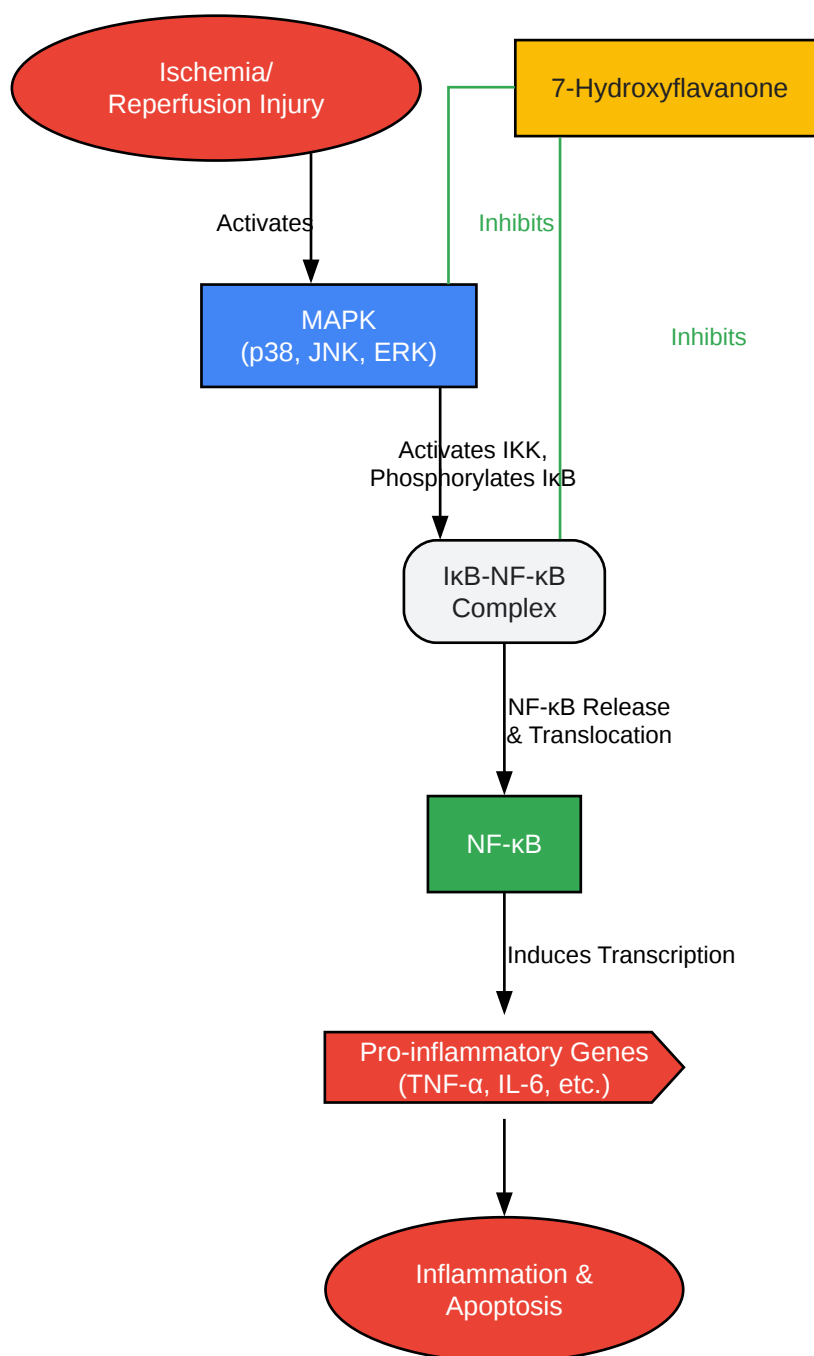 Ischemia/
Reperfusion Injury
7-Hydroxyflavanone
Activates
Inhibits
MAPK
(p38, JNK, ERK)
Inhibits
Activates IKK,
Phosphorylates IκB
IκB-NF-κB
Complex
NF-κB Release
& Translocation
NF-κB
Induces Transcription
Pro-inflammatory Genes
(TNF-α, IL-6, etc.)
Inflammation &
Apoptosis